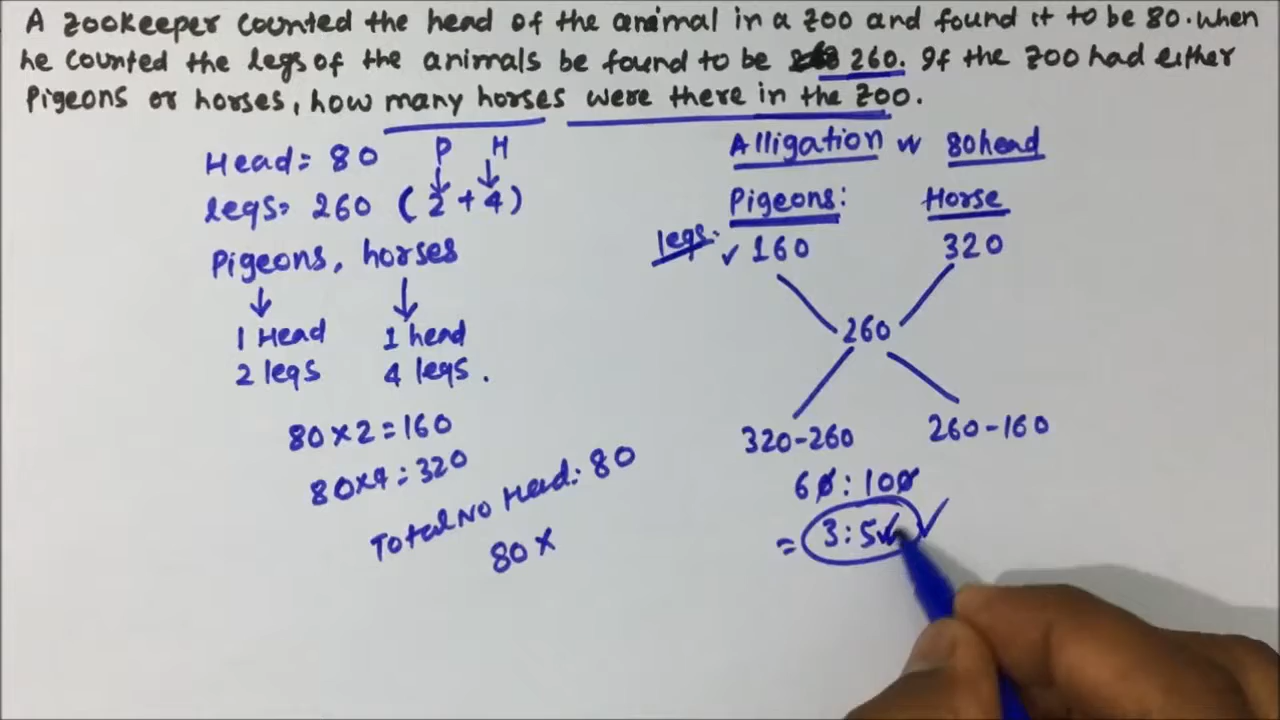 A zookeeper counted the head of the animal in a zoo and found it to be 80. when
he counted the legs of the animals be found to be 260. If the zoo had either
Pigeons or horses, how many horses were there in the zoo.
Head = 80 P H
legs = 260 (2 + 4)
Pigeons, horses
1 Head 1 head
2 legs 4 legs.
80 × 2 = 160
80 × 4 = 320
Total No Head: 80
80 ×
Alligation 80 head
Pigeons: Horse
legs. ✓ 160 320
260
320-260 260-160
60 : 100
= 3:5 ✓ ✓